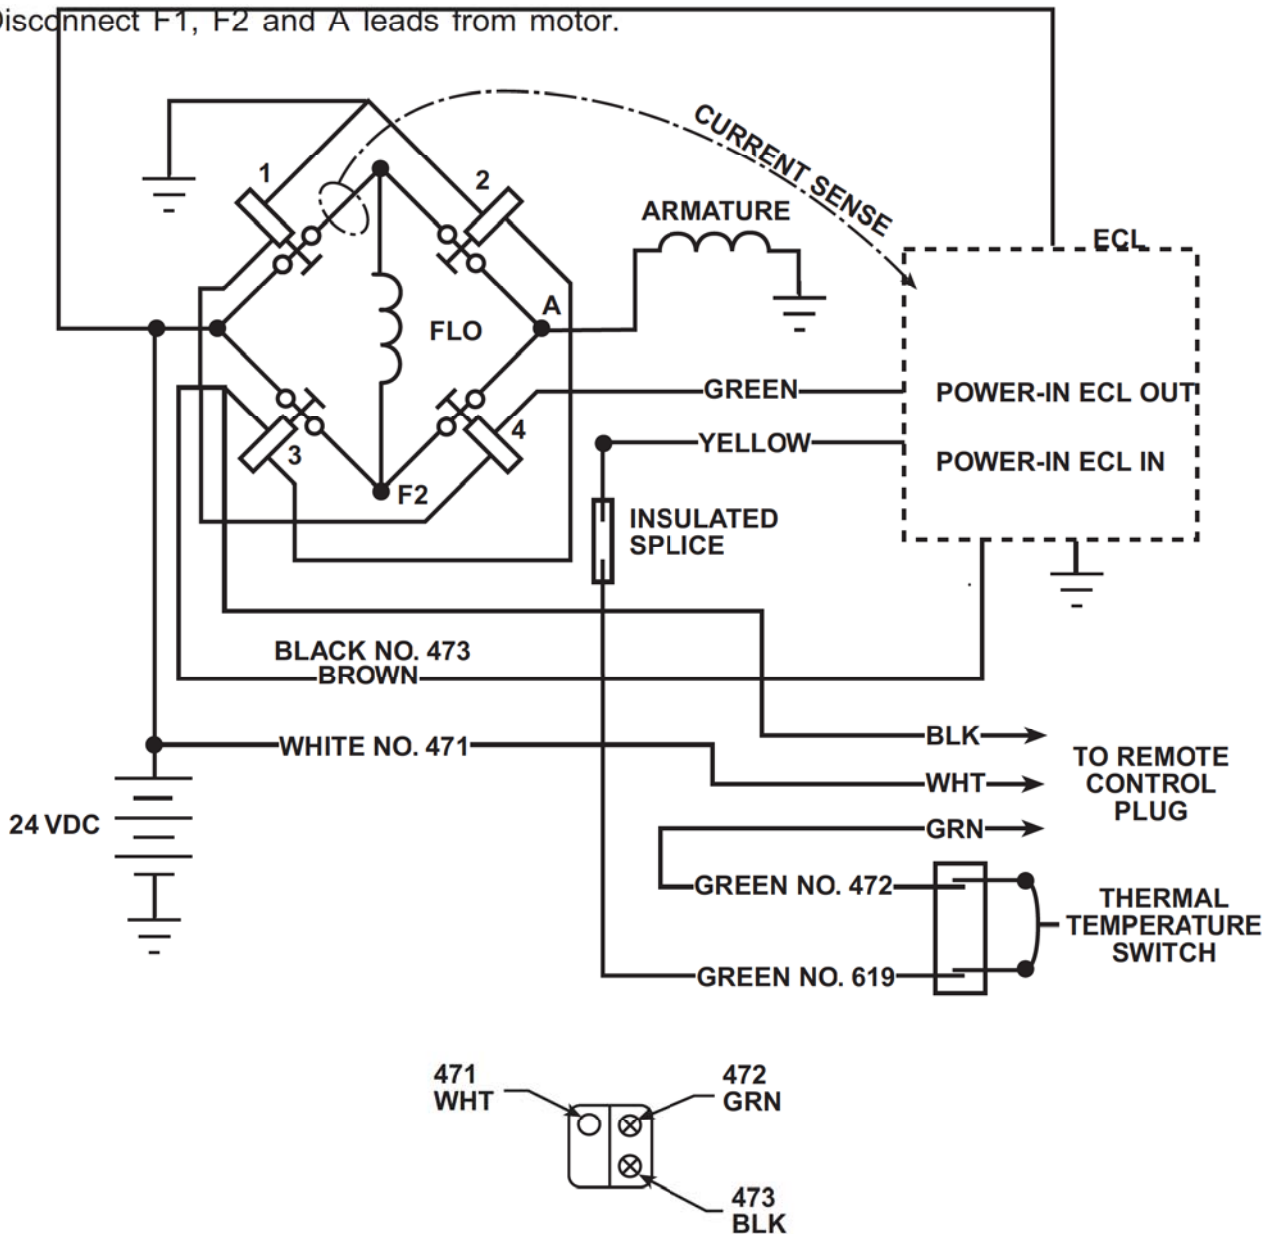 isconnect F1, F2 and A leads from motor.
CURRENT SENSE
1
2
ARMATURE
ECL
A
FLO
GREEN
POWER-IN ECL OUT
4
YELLOW
3
POWER-IN ECL IN
F2
INSULATED
SPLICE
BLACK NO. 473
BROWN
BLK
WHITE NO. 471
TO REMOTE
CONTROL
PLUG
WHT
24 VDC
GRN
GREEN NO. 472
THERMAL
TEMPERATURE
SWITCH
GREEN NO. 619
471
WHT
472
GRN
473
BLK